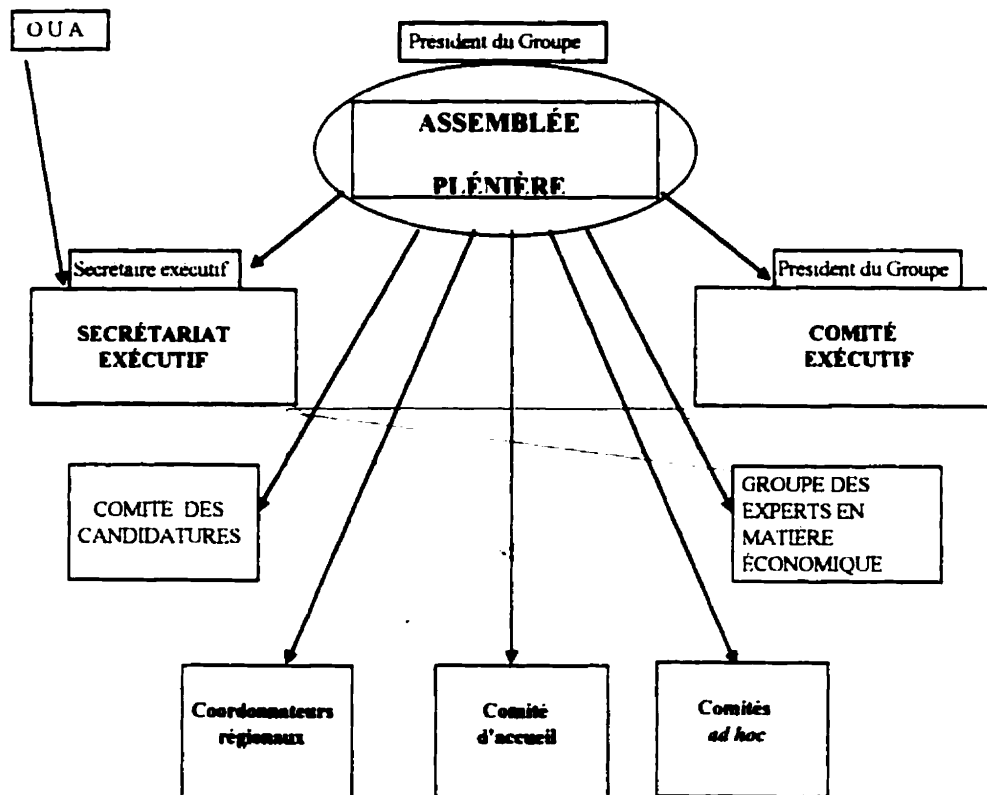 O U A
Président du Groupe
ASSEMBLÉE
PLÉNIÈRE
Secrétaire exécutif
SECRÉTARIAT
EXÉCUTIF
Président du Groupe
COMITÉ
EXÉCUTIF
COMITE DES
CANDIDATURES
GROUPE DES
EXPERTS EN
MATIÈRE
ÉCONOMIQUE
Coordonnateurs
régionaux
Comité
d'accueil
Comités
ad hoc